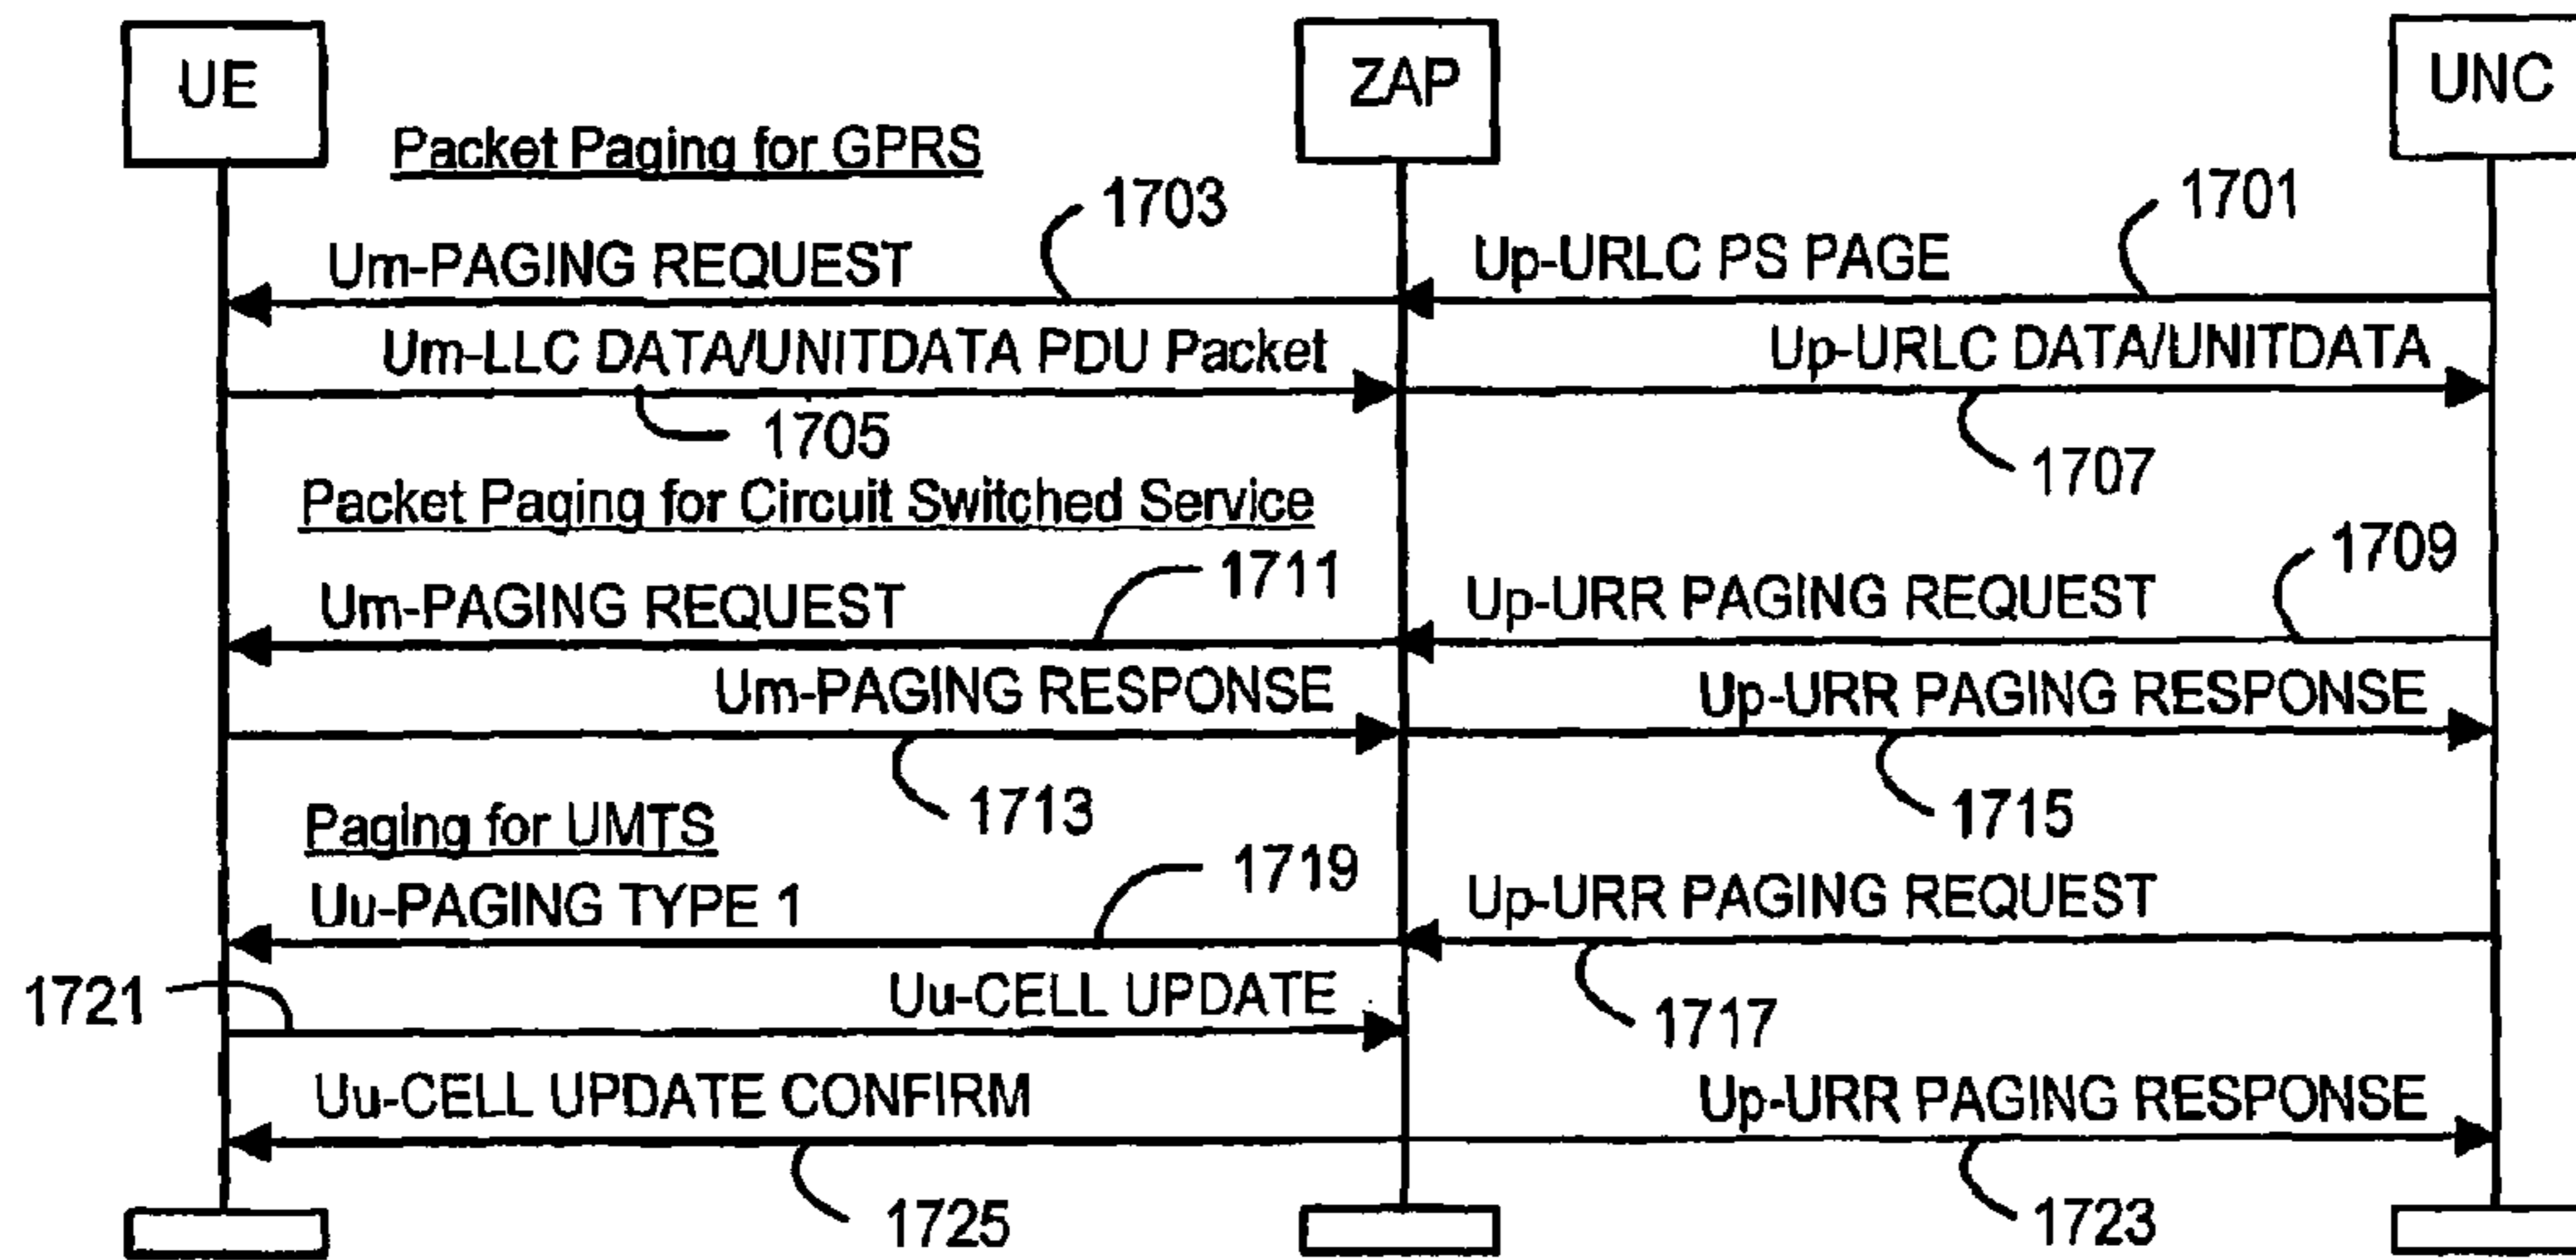 UE
ZAP
UNC
Packet Paging for GPRS
1703
1701
Um-PAGING REQUEST
Up-URLC PS PAGE
Um-LLC DATA/UNITDATA PDU Packet
Up-URLC DATA/UNITDATA
1705
1707
Packet Paging for Circuit Switched Service
1711
1709
Um-PAGING REQUEST
Up-URR PAGING REQUEST
Um-PAGING RESPONSE
Up-URR PAGING RESPONSE
1713
1715
Paging for UMTS
1719
Uu-PAGING TYPE 1
Up-URR PAGING REQUEST
1721
Uu-CELL UPDATE
1717
Uu-CELL UPDATE CONFIRM
Up-URR PAGING RESPONSE
1725
1723